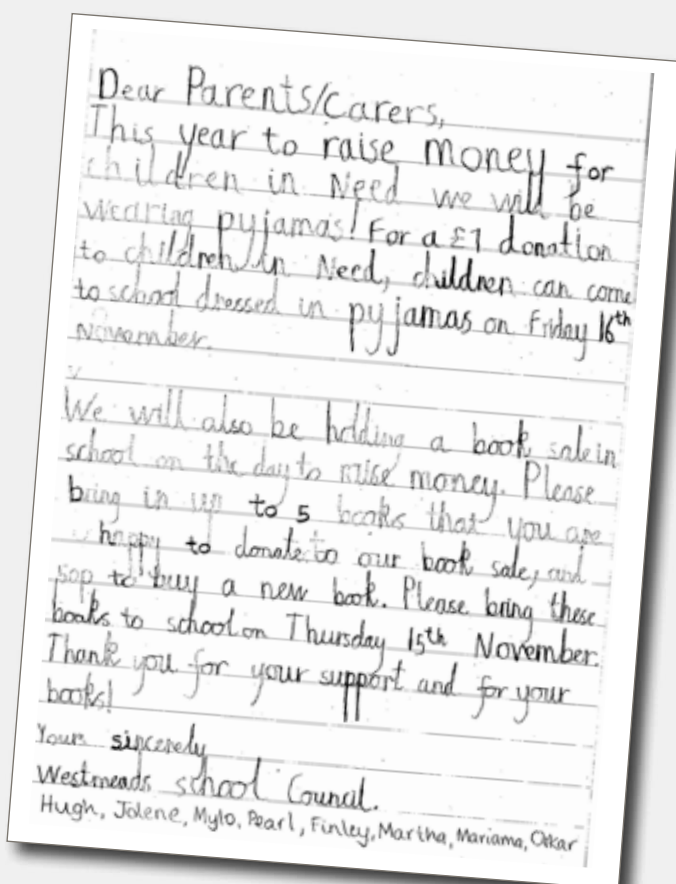 Dear Parents/Carers,
This year to raise money for
children in Need we will be
wearing pyjamas! For a £1 donation
to children in Need, children can come
to school dressed in pyjamas on Friday 16th
November.
We will also be holding a book sale in
school on the day to raise money. Please
bring in up to 5 books that you are
happy to donate to our book sale, and
50p to buy a new book. Please bring these
books to school on Thursday 15th November.
Thank you for your support and for your
books!
Yours sincerely
Westmeads school Council.
Hugh, Jolene, Mylo, Pearl, Finley, Martha, Mariama, Oskar